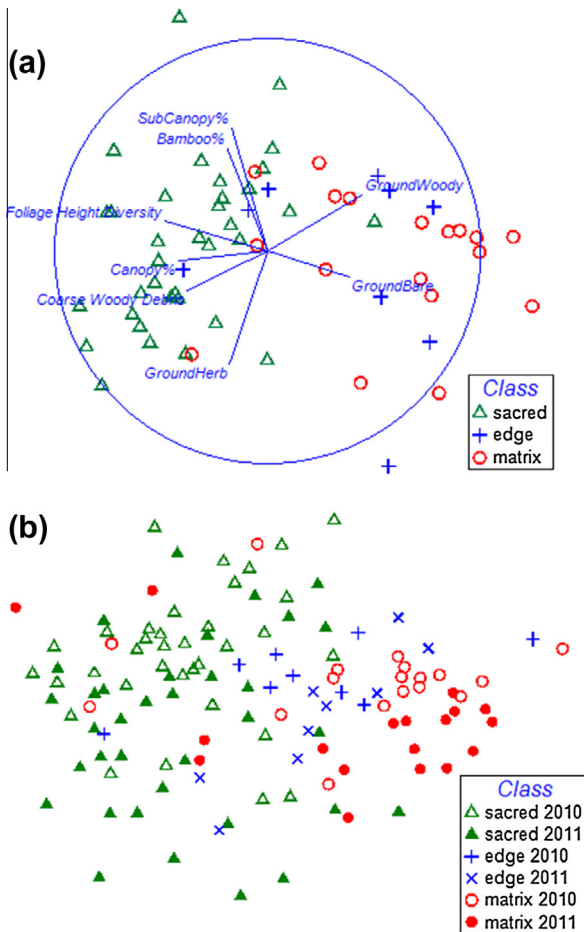 (a)
SubCanopy%
Bamboo%
GroundWoody
Foliage Height Diversity
Canopy%
Coarse Woody Debris
GroundBare
GroundHerb
Class
sacred
edge
matrix
(b)
Class
sacred 2010
sacred 2011
edge 2010
edge 2011
matrix 2010
matrix 2011